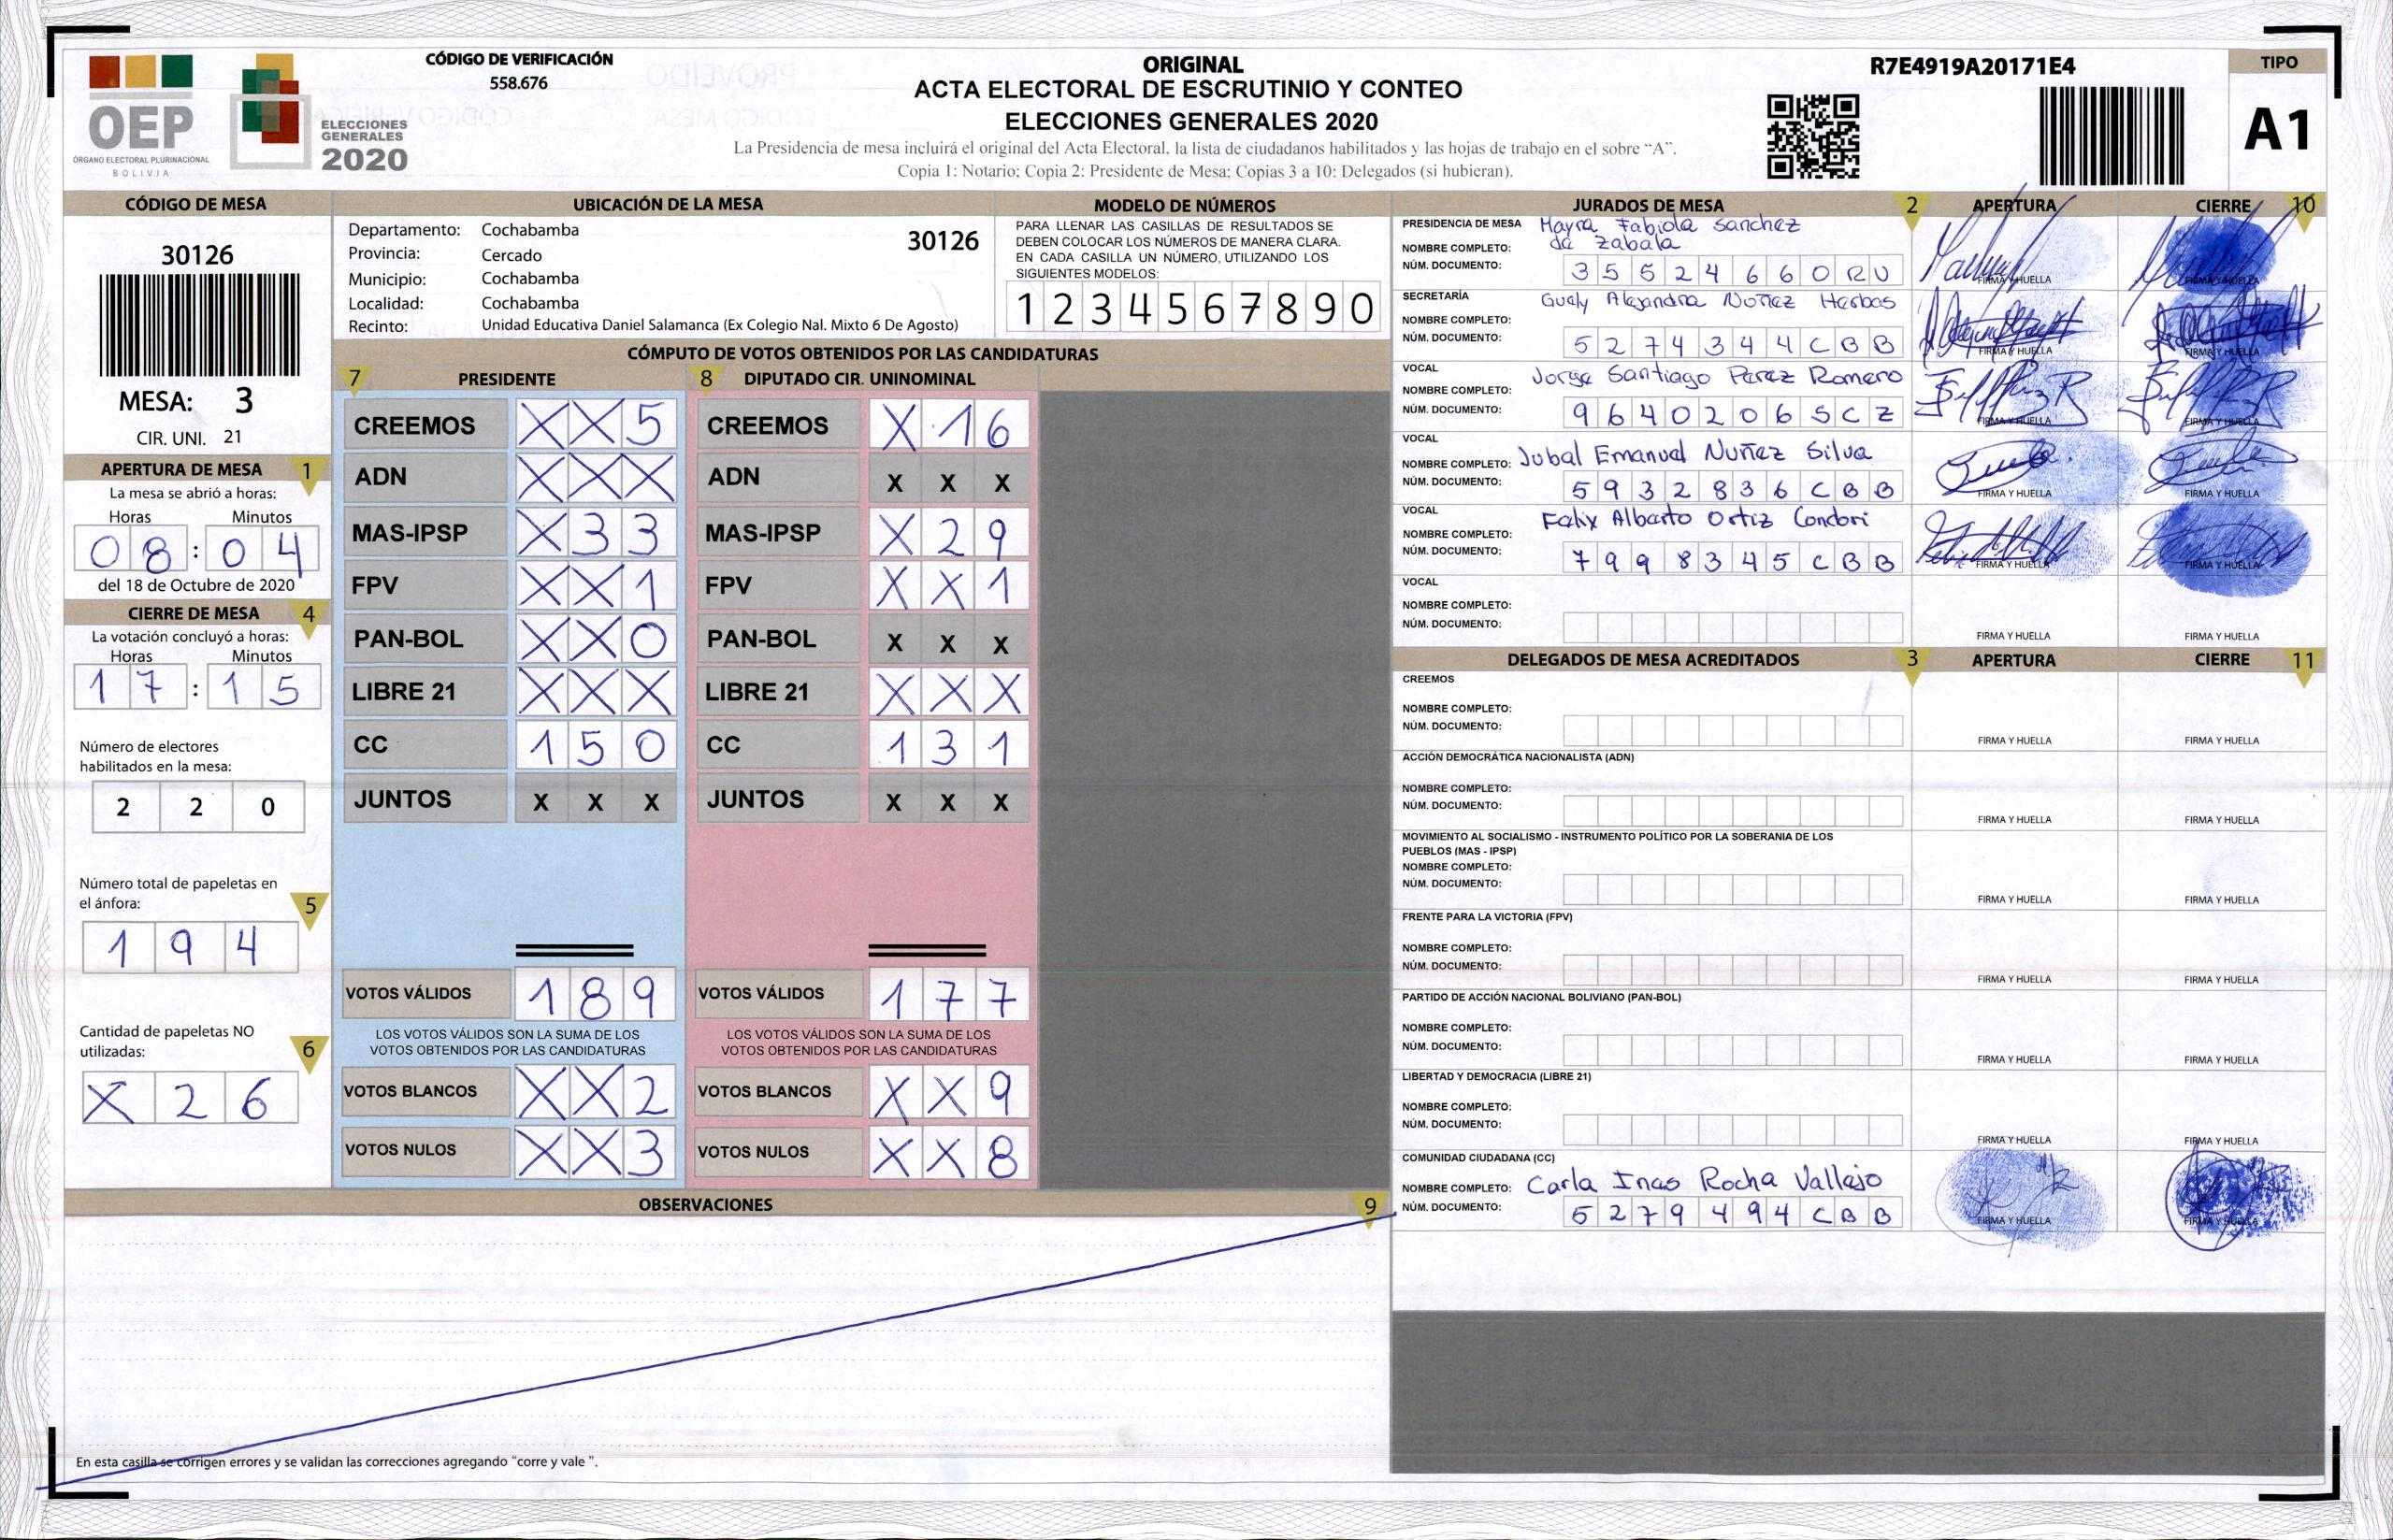 OEP
ÓRGANO ELECTORAL PLURINACIONAL
BOLIVIA
ELECCIONES
GENERALES
2020
CÓDIGO DE VERIFICACIÓN
558.676
ORIGINAL
ACTA ELECTORAL DE ESCRUTINIO Y CONTEO
ELECCIONES GENERALES 2020
La Presidencia de mesa incluirá el original del Acta Electoral, la lista de ciudadanos habilitados y las hojas de trabajo en el sobre “A”.
Copia 1: Notario; Copia 2: Presidente de Mesa; Copias 3 a 10: Delegados (si hubieran).
R7E4919A20171E4
TIPO
A1
CÓDIGO DE MESA
30126
MESA: 3
CIR. UNI. 21
APERTURA DE MESA 1
La mesa se abrió a horas:
Horas Minutos
08 : 04
del 18 de Octubre de 2020
CIERRE DE MESA 4
La votación concluyó a horas:
Horas Minutos
17 : 15
Número de electores
habilitados en la mesa:
2 2 0
Número total de papeletas en
el ánfora: 5
1 9 4
Cantidad de papeletas NO
utilizadas: 6
X 2 6
UBICACIÓN DE LA MESA
Departamento: Cochabamba
30126
Provincia: Cercado
Municipio: Cochabamba
Localidad: Cochabamba
Recinto: Unidad Educativa Daniel Salamanca (Ex Colegio Nal. Mixto 6 De Agosto)
MODELO DE NÚMEROS
PARA LLENAR LAS CASILLAS DE RESULTADOS SE
DEBEN COLOCAR LOS NÚMEROS DE MANERA CLARA.
EN CADA CASILLA UN NÚMERO, UTILIZANDO LOS
SIGUIENTES MODELOS:
1 2 3 4 5 6 7 8 9 0
CÓMPUTO DE VOTOS OBTENIDOS POR LAS CANDIDATURAS
7 PRESIDENTE
CREEMOS X X 5
ADN X X X
MAS-IPSP X 3 3
FPV X X 1
PAN-BOL X X 0
LIBRE 21 X X X
CC 1 5 0
JUNTOS X X X
VOTOS VÁLIDOS 1 8 9
LOS VOTOS VÁLIDOS SON LA SUMA DE LOS
VOTOS OBTENIDOS POR LAS CANDIDATURAS
VOTOS BLANCOS X X 2
VOTOS NULOS X X 3
8 DIPUTADO CIR. UNINOMINAL
CREEMOS X 1 6
ADN X X X
MAS-IPSP X 2 9
FPV X X 1
PAN-BOL X X X
LIBRE 21 X X X
CC 1 3 1
JUNTOS X X X
VOTOS VÁLIDOS 1 7 7
LOS VOTOS VÁLIDOS SON LA SUMA DE LOS
VOTOS OBTENIDOS POR LAS CANDIDATURAS
VOTOS BLANCOS X X 9
VOTOS NULOS X X 8
OBSERVACIONES 9
En esta casilla se corrigen errores y se validan las correcciones agregando “corre y vale ”.
JURADOS DE MESA 2 APERTURA CIERRE 10
PRESIDENCIA DE MESA Mayra Fabiola Sanchez
NOMBRE COMPLETO: de Zabala
NÚM. DOCUMENTO: 3 5 5 2 4 6 6 O R U FIRMA Y HUELLA FIRMA Y HUELLA
SECRETARÍA Alejandra Nuñez Herbas
NOMBRE COMPLETO:
NÚM. DOCUMENTO: 5 2 7 4 3 4 4 C B B FIRMA Y HUELLA FIRMA Y HUELLA
VOCAL Jorge Santiago Perez Romero
NOMBRE COMPLETO:
NÚM. DOCUMENTO: 9 6 4 0 2 0 6 S C Z FIRMA Y HUELLA FIRMA Y HUELLA
VOCAL
NOMBRE COMPLETO: Jubal Emanuel Nuñez Silva
NÚM. DOCUMENTO: 5 9 3 2 8 3 6 C B B FIRMA Y HUELLA FIRMA Y HUELLA
VOCAL Felix Alberto Ortiz Condori
NOMBRE COMPLETO:
NÚM. DOCUMENTO: 7 9 9 8 3 4 5 C B B FIRMA Y HUELLA FIRMA Y HUELLA
VOCAL
NOMBRE COMPLETO:
NÚM. DOCUMENTO: FIRMA Y HUELLA FIRMA Y HUELLA
DELEGADOS DE MESA ACREDITADOS 3 APERTURA CIERRE 11
CREEMOS
NOMBRE COMPLETO:
NÚM. DOCUMENTO: FIRMA Y HUELLA FIRMA Y HUELLA
ACCIÓN DEMOCRÁTICA NACIONALISTA (ADN)
NOMBRE COMPLETO:
NÚM. DOCUMENTO: FIRMA Y HUELLA FIRMA Y HUELLA
MOVIMIENTO AL SOCIALISMO - INSTRUMENTO POLÍTICO POR LA SOBERANIA DE LOS
PUEBLOS (MAS - IPSP)
NOMBRE COMPLETO:
NÚM. DOCUMENTO: FIRMA Y HUELLA FIRMA Y HUELLA
FRENTE PARA LA VICTORIA (FPV)
NOMBRE COMPLETO:
NÚM. DOCUMENTO: FIRMA Y HUELLA FIRMA Y HUELLA
PARTIDO DE ACCIÓN NACIONAL BOLIVIANO (PAN-BOL)
NOMBRE COMPLETO:
NÚM. DOCUMENTO: FIRMA Y HUELLA FIRMA Y HUELLA
LIBERTAD Y DEMOCRACIA (LIBRE 21)
NOMBRE COMPLETO:
NÚM. DOCUMENTO: FIRMA Y HUELLA FIRMA Y HUELLA
COMUNIDAD CIUDADANA (CC)
NOMBRE COMPLETO: Carla Ines Rocha Vallejo
NÚM. DOCUMENTO: 5 2 7 9 4 9 4 C B B FIRMA Y HUELLA FIRMA Y HUELLA